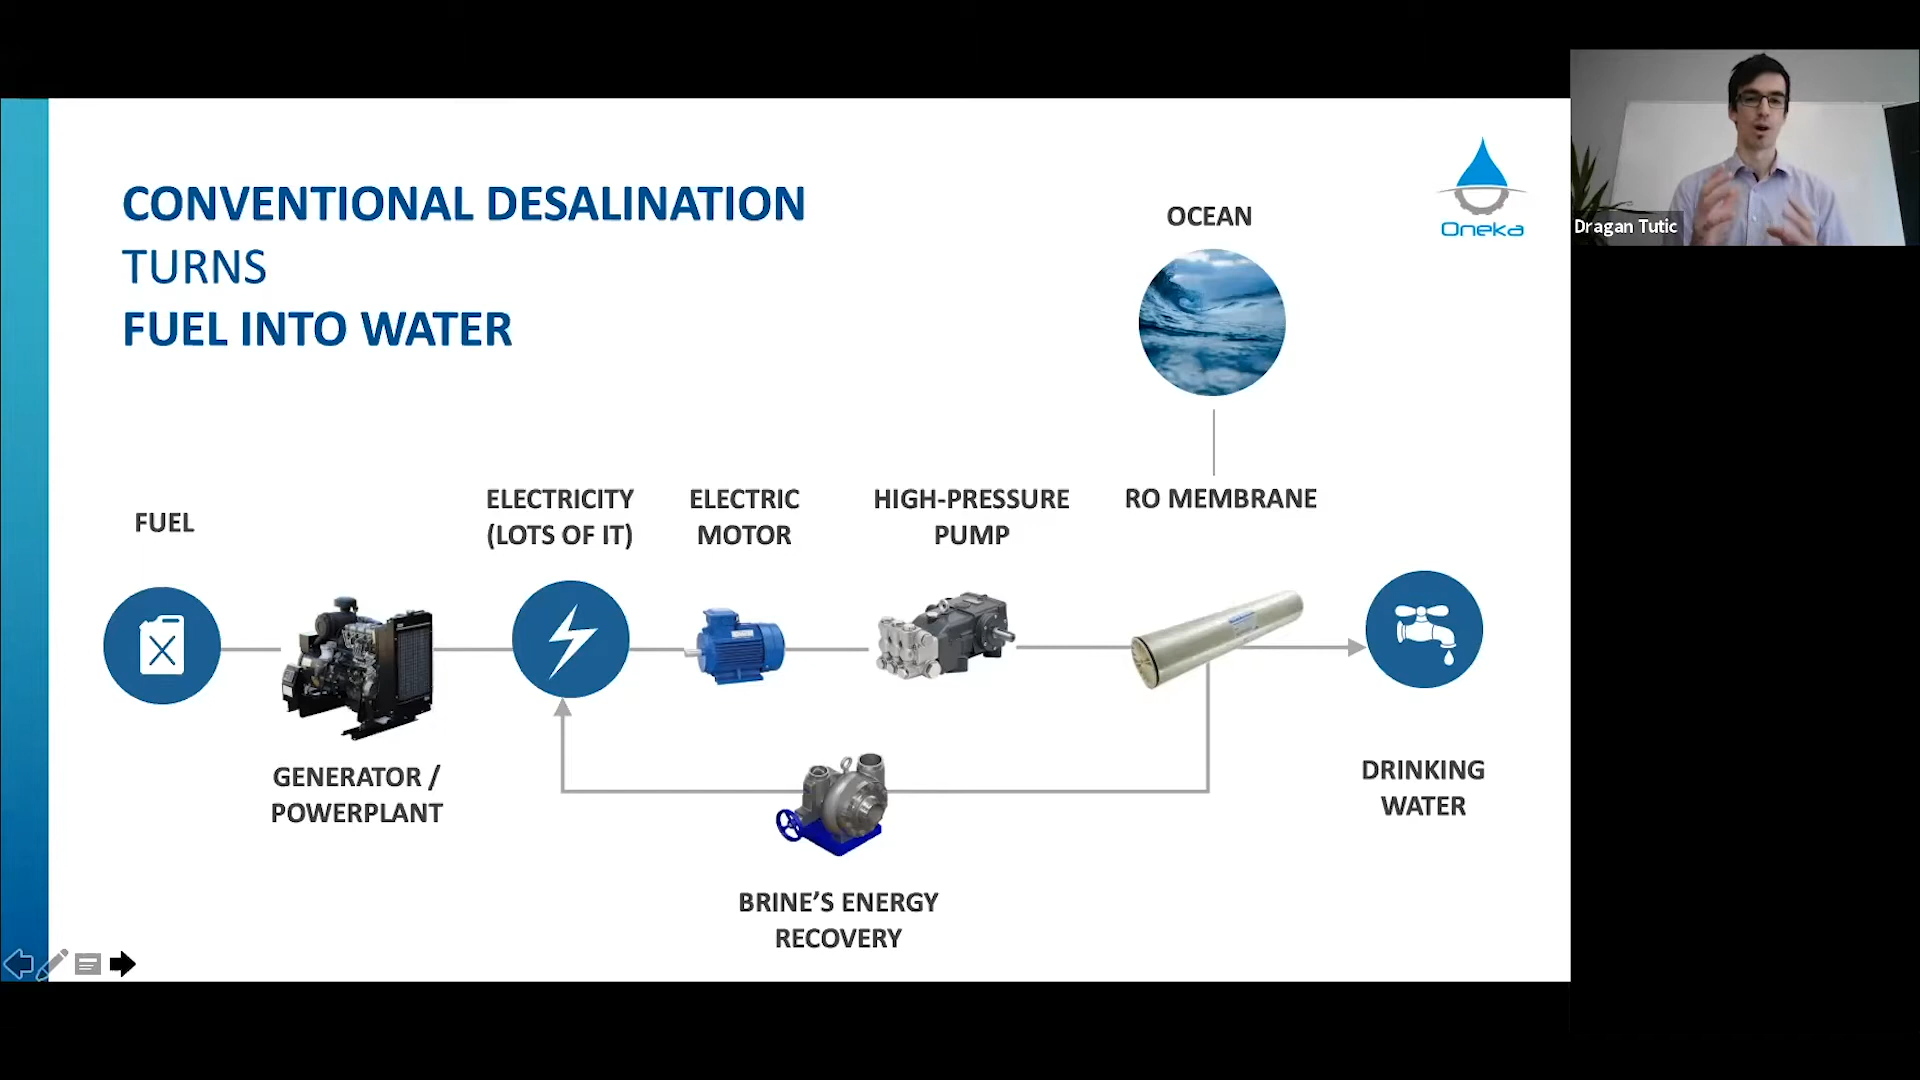 CONVENTIONAL DESALINATION
TURNS
FUEL INTO WATER
OCEAN
Oneka
Dragan Tutic
FUEL
ELECTRICITY
(LOTS OF IT)
ELECTRIC
MOTOR
HIGH-PRESSURE
PUMP
RO MEMBRANE
GENERATOR /
POWERPLANT
DRINKING
WATER
BRINE'S ENERGY
RECOVERY